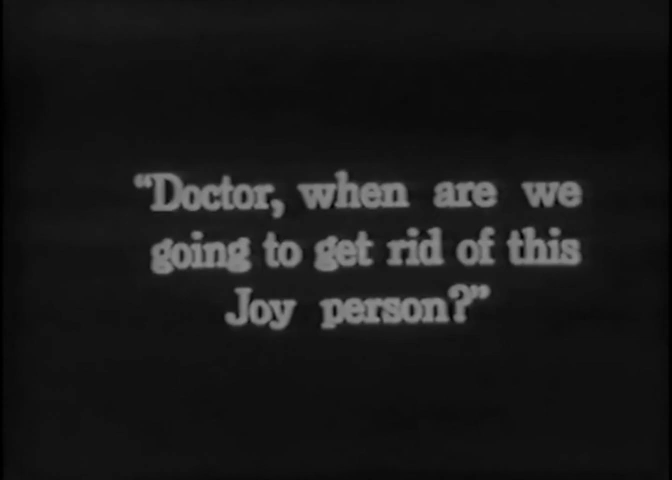 “Doctor, when are we
going to get rid of this
Joy person?”